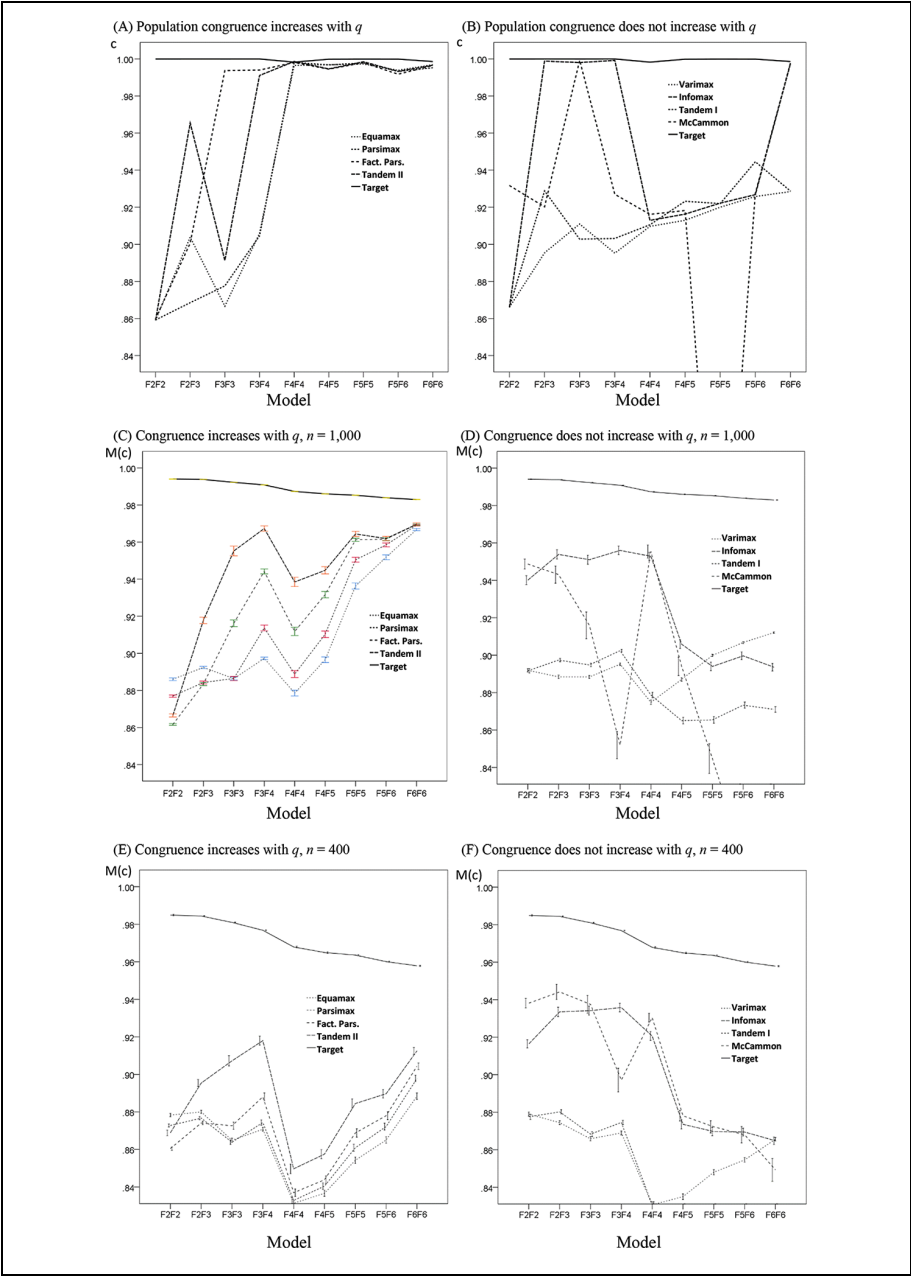 (A) Population congruence increases with q
c
1.00
.98
.96
.94
.92
.90
.88
.86
.84
Equamax
Parsimax
Fact. Pars.
Tandem II
Target
F2F2 F2F3 F3F3 F3F4 F4F4 F4F5 F5F5 F5F6 F6F6
Model
(B) Population congruence does not increase with q
c
1.00
.98
.96
.94
.92
.90
.88
.86
.84
Varimax
Infomax
Tandem I
McCammon
Target
F2F2 F2F3 F3F3 F3F4 F4F4 F4F5 F5F5 F5F6 F6F6
Model
(C) Congruence increases with q, n = 1,000
M(c)
1.00
.98
.96
.94
.92
.90
.88
.86
.84
Equamax
Parsimax
Fact. Pars.
Tandem II
Target
F2F2 F2F3 F3F3 F3F4 F4F4 F4F5 F5F5 F5F6 F6F6
Model
(D) Congruence does not increase with q, n = 1,000
M(c)
1.00
.98
.96
.94
.92
.90
.88
.86
.84
Varimax
Infomax
Tandem I
McCammon
Target
F2F2 F2F3 F3F3 F3F4 F4F4 F4F5 F5F5 F5F6 F6F6
Model
(E) Congruence increases with q, n = 400
M(c)
1.00
.98
.96
.94
.92
.90
.88
.86
.84
Equamax
Parsimax
Fact. Pars.
Tandem II
Target
F2F2 F2F3 F3F3 F3F4 F4F4 F4F5 F5F5 F5F6 F6F6
Model
(F) Congruence does not increase with q, n = 400
M(c)
1.00
.98
.96
.94
.92
.90
.88
.86
.84
Varimax
Infomax
Tandem I
McCammon
Target
F2F2 F2F3 F3F3 F3F4 F4F4 F4F5 F5F5 F5F6 F6F6
Model